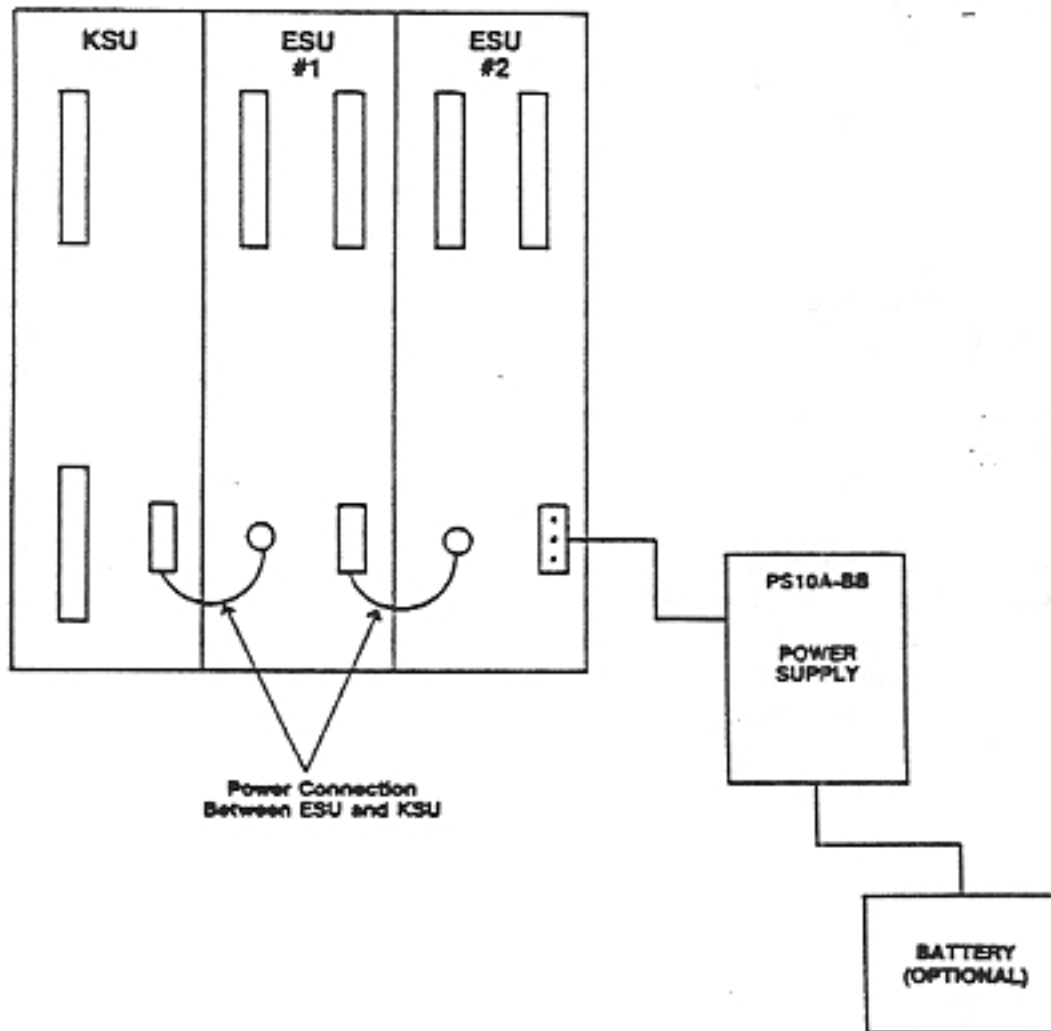 KSU
ESU
#1
ESU
#2
PS10A-BB
POWER
SUPPLY
Power Connection
Between ESU and KSU
BATTERY
(OPTIONAL)